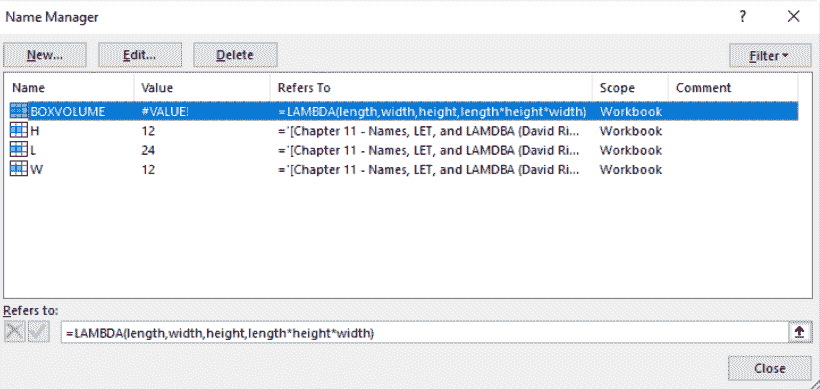 Name Manager
? X
New... Edit... Delete Filter
Name Value Refers To Scope Comment
BOXVOLUME #VALUE! =LAMBDA(length,width,height,length*height*width) Workbook
H 12 ='[Chapter 11 - Names, LET, and LAMDBA (David Ri... Workbook
L 24 ='[Chapter 11 - Names, LET, and LAMDBA (David Ri... Workbook
W 12 ='[Chapter 11 - Names, LET, and LAMDBA (David Ri... Workbook
Refers to:
=LAMBDA(length,width,height,length*height*width)
Close